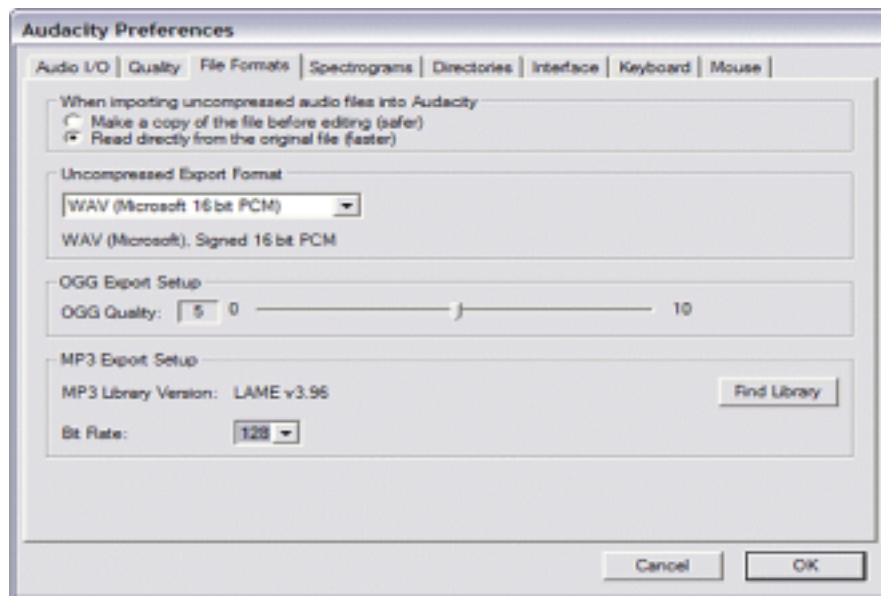 Audacity Preferences
Audio I/O Quality File Formats Spectrograms Directories Interface Keyboard Mouse
When importing uncompressed audio files into Audacity
Make a copy of the file before editing (safer)
Read directly from the original file (faster)
Uncompressed Export Format
WAV (Microsoft 16 bit PCM)
WAV (Microsoft), Signed 16 bit PCM
OGG Export Setup
OGG Quality: 5 0 10
MP3 Export Setup
MP3 Library Version: LAME v3.96 Find Library
Bit Rate: 128
Cancel OK